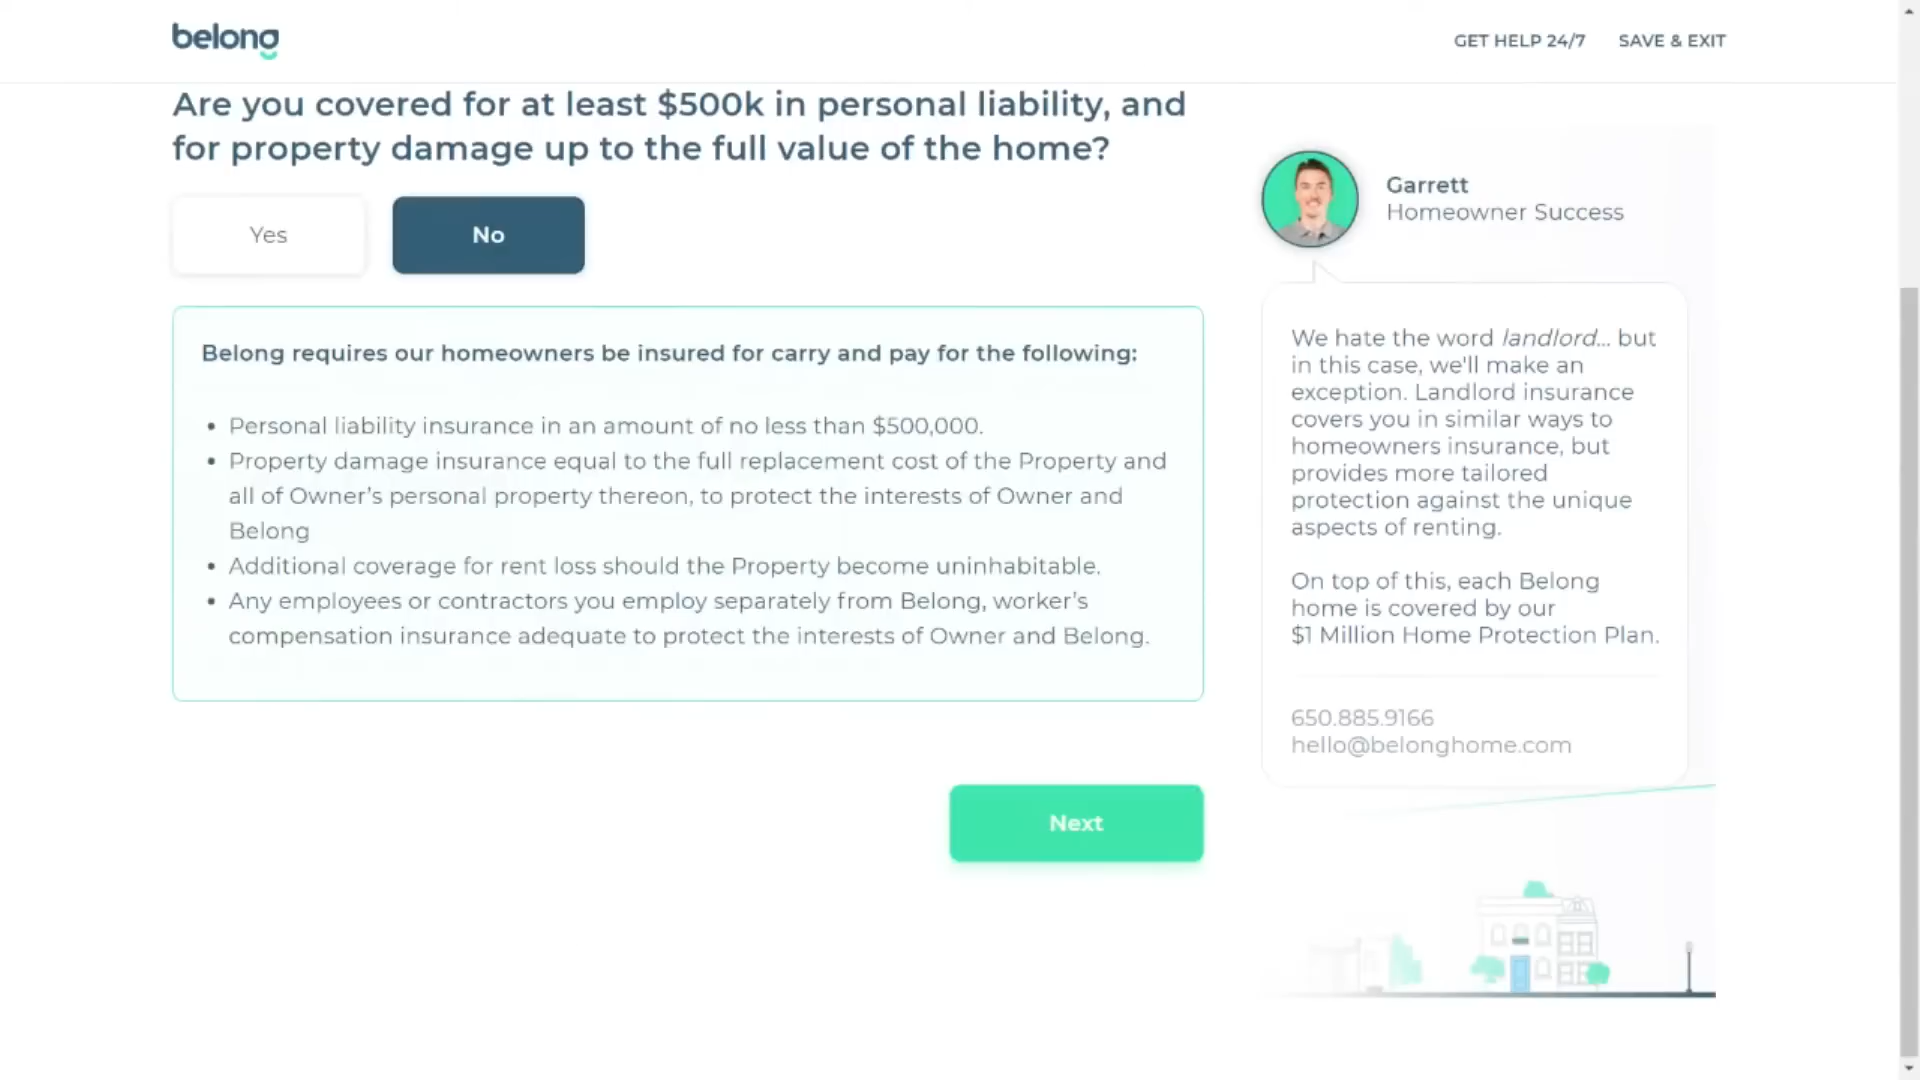 belong
GET HELP 24/7
SAVE & EXIT
Are you covered for at least $500k in personal liability, and
for property damage up to the full value of the home?
Yes
No
Belong requires our homeowners be insured for carry and pay for the following:
• Personal liability insurance in an amount of no less than $500,000.
• Property damage insurance equal to the full replacement cost of the Property and
all of Owner’s personal property thereon, to protect the interests of Owner and
Belong
• Additional coverage for rent loss should the Property become uninhabitable.
• Any employees or contractors you employ separately from Belong, worker’s
compensation insurance adequate to protect the interests of Owner and Belong.
Next
Garrett
Homeowner Success
We hate the word landlord... but
in this case, we'll make an
exception. Landlord insurance
covers you in similar ways to
homeowners insurance, but
provides more tailored
protection against the unique
aspects of renting.
On top of this, each Belong
home is covered by our
$1 Million Home Protection Plan.
650.885.9166
hello@belonghome.com